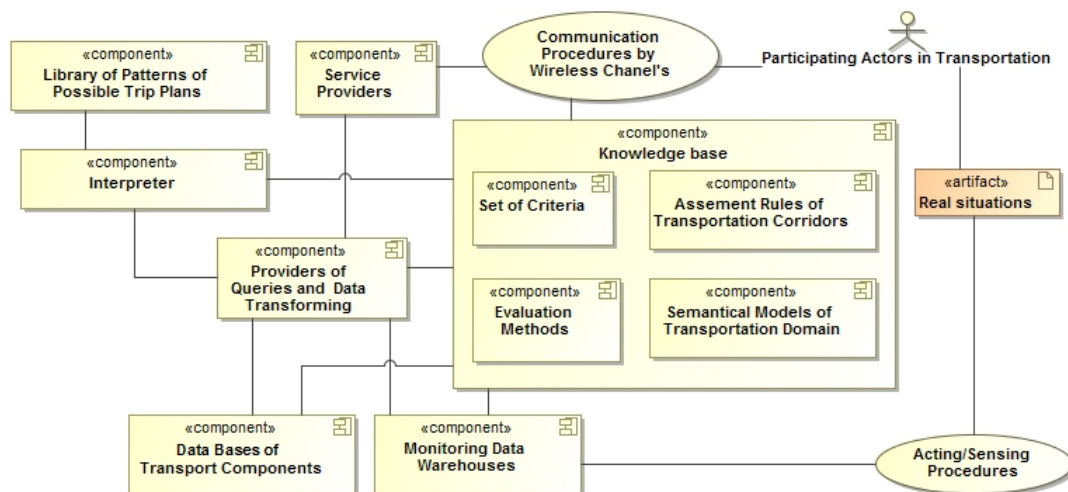 «component»
Library of Patterns of
Possible Trip Plans
«component»
Service
Providers
Communication
Procedures by
Wireless Chanel's
Participating Actors in Transportation
«component»
Interpreter
«component»
Knowledge base
«component»
Set of Criteria
«component»
Assement Rules of
Transportation Corridors
«artifact»
Real situations
«component»
Providers of
Queries and Data
Transforming
«component»
Evaluation
Methods
«component»
Semantical Models of
Transportation Domain
«component»
Data Bases of
Transport Components
«component»
Monitoring Data
Warehouses
Acting/Sensing
Procedures